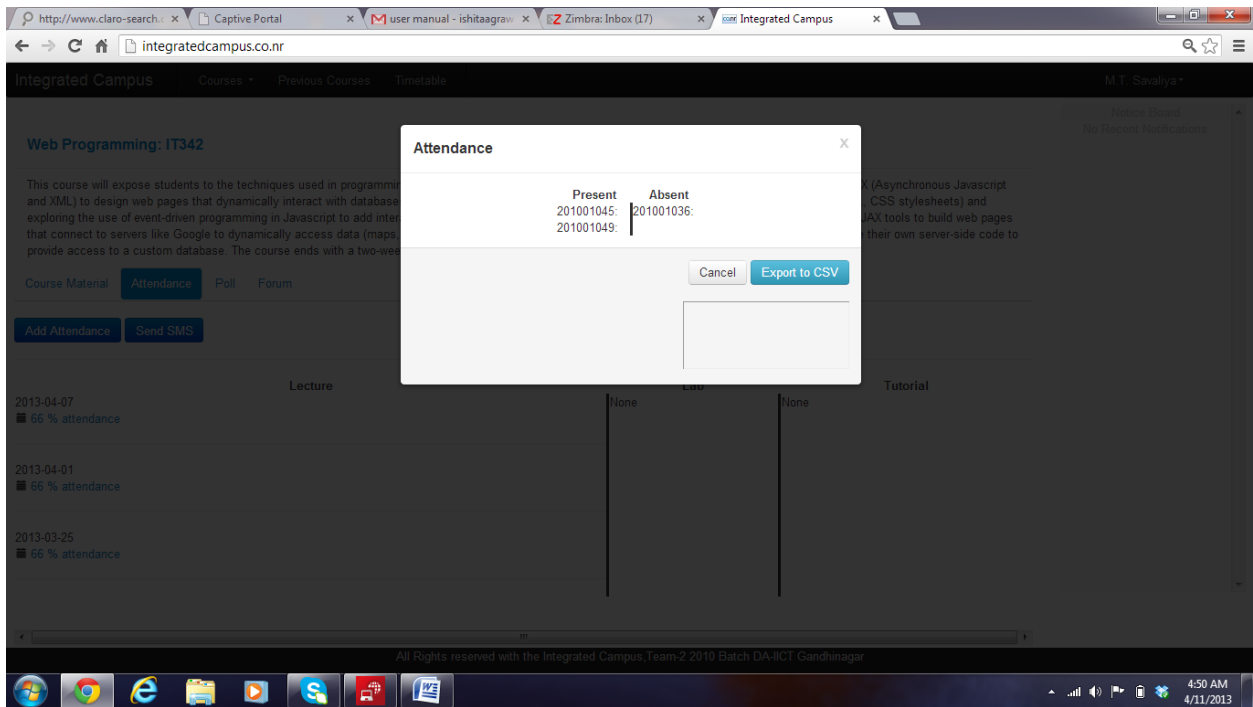 http://www.claro-search.c
Captive Portal
user manual - ishitaagraw
Zimbra: Inbox (17)
Integrated Campus
integratedcampus.co.nr
Integrated Campus
Courses
Previous Courses
Timetable
M.T. Savaliya
Notice Board
No Recent Notifications
Web Programming: IT342
This course will expose students to the techniques used in programmin
X (Asynchronous Javascript
and XML) to design web pages that dynamically interact with database
, CSS stylesheets) and
exploring the use of event-driven programming in Javascript to add inter
JAX tools to build web pages
that connect to servers like Google to dynamically access data (maps,
their own server-side code to
provide access to a custom database. The course ends with a two-wee
Attendance
x
Present
Absent
201001045:
201001036:
201001049:
Cancel
Export to CSV
Course Material
Attendance
Poll
Forum
Add Attendance
Send SMS
Lecture
Lab
Tutorial
2013-04-07
66 % attendance
None
None
2013-04-01
66 % attendance
2013-03-25
66 % attendance
All Rights reserved with the Integrated Campus,Team-2 2010 Batch DA-IICT Gandhinagar
4:50 AM
4/11/2013